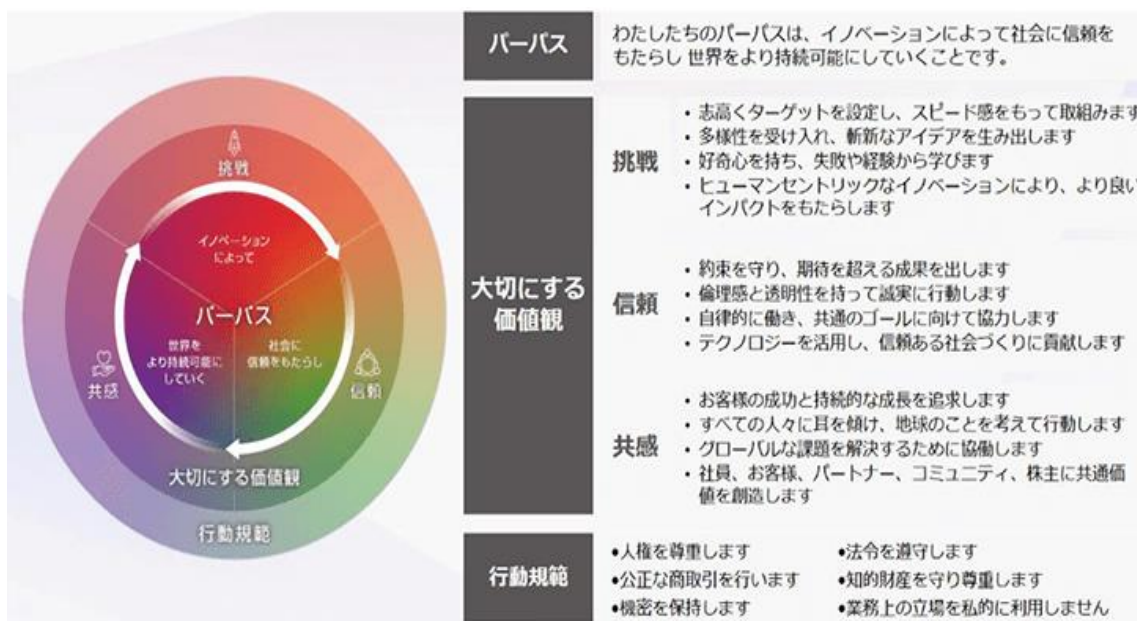 挑戦
イノベーション
によって
パーパス
世界を
より持続可能に
していく
社会に
信頼をもたらし
共感
信頼
大切にする価値観
行動規範
パーパス
わたしたちのパーパスは、イノベーションによって社会に信頼を
もたらし 世界をより持続可能にしていくことです。
大切にする
価値観
挑戦
• 志高くターゲットを設定し、スピード感をもって取組みます
• 多様性を受け入れ、斬新なアイデアを生み出します
• 好奇心を持ち、失敗や経験から学びます
• ヒューマンセントリックなイノベーションにより、より良い
インパクトをもたらします
信頼
• 約束を守り、期待を超える成果を出します
• 倫理感と透明性を持って誠実に行動します
• 自律的に働き、共通のゴールに向けて協力します
• テクノロジーを活用し、信頼ある社会づくりに貢献します
共感
• お客様の成功と持続的な成長を追求します
• すべての人々に耳を傾け、地球のことを考えて行動します
• グローバルな課題を解決するために協働します
• 社員、お客様、パートナー、コミュニティ、株主に共通価
値を創造します
行動規範
•人権を尊重します
•法令を遵守します
•公正な商取引を行います
•知的財産を守り尊重します
•機密を保持します
•業務上の立場を私的に利用しません